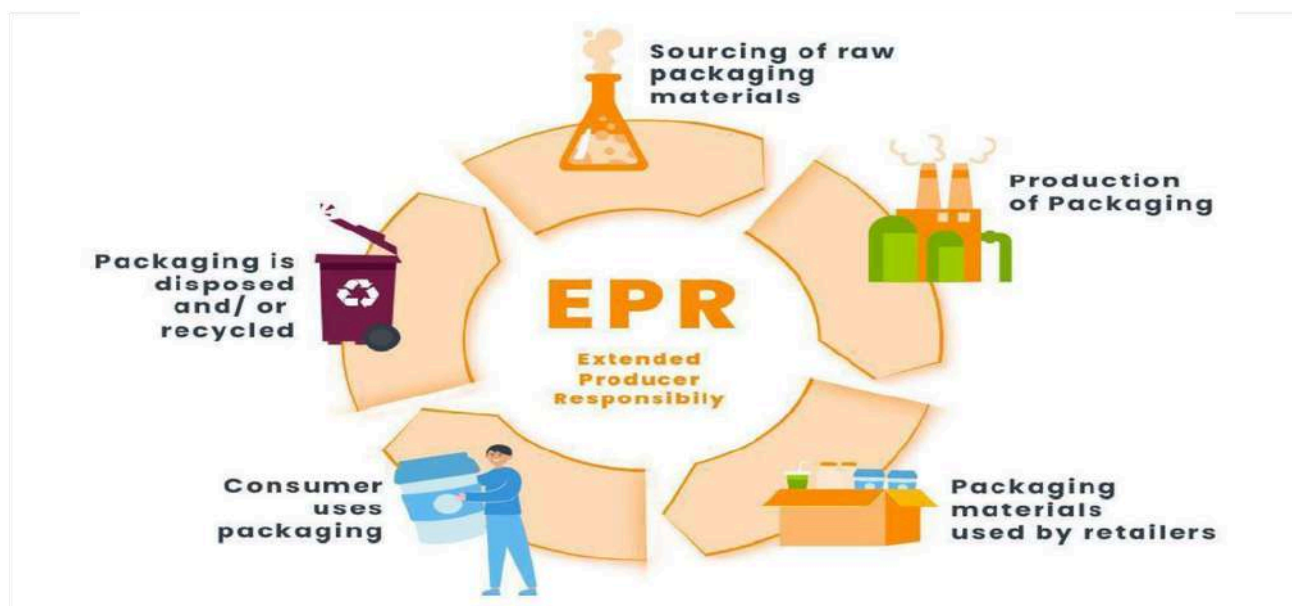 Sourcing of raw
packaging
materials
Production
of Packaging
Packaging is
disposed
and/ or
recycled
EPR
Extended
Producer
Responsibily
Consumer
uses
packaging
Packaging
materials
used by retailers